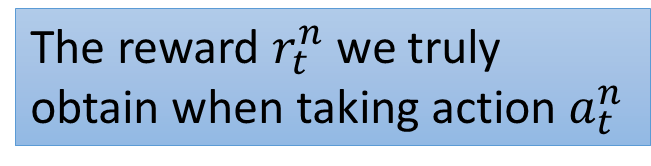 The reward $r_t^n$ we truly
obtain when taking action $a_t^n$